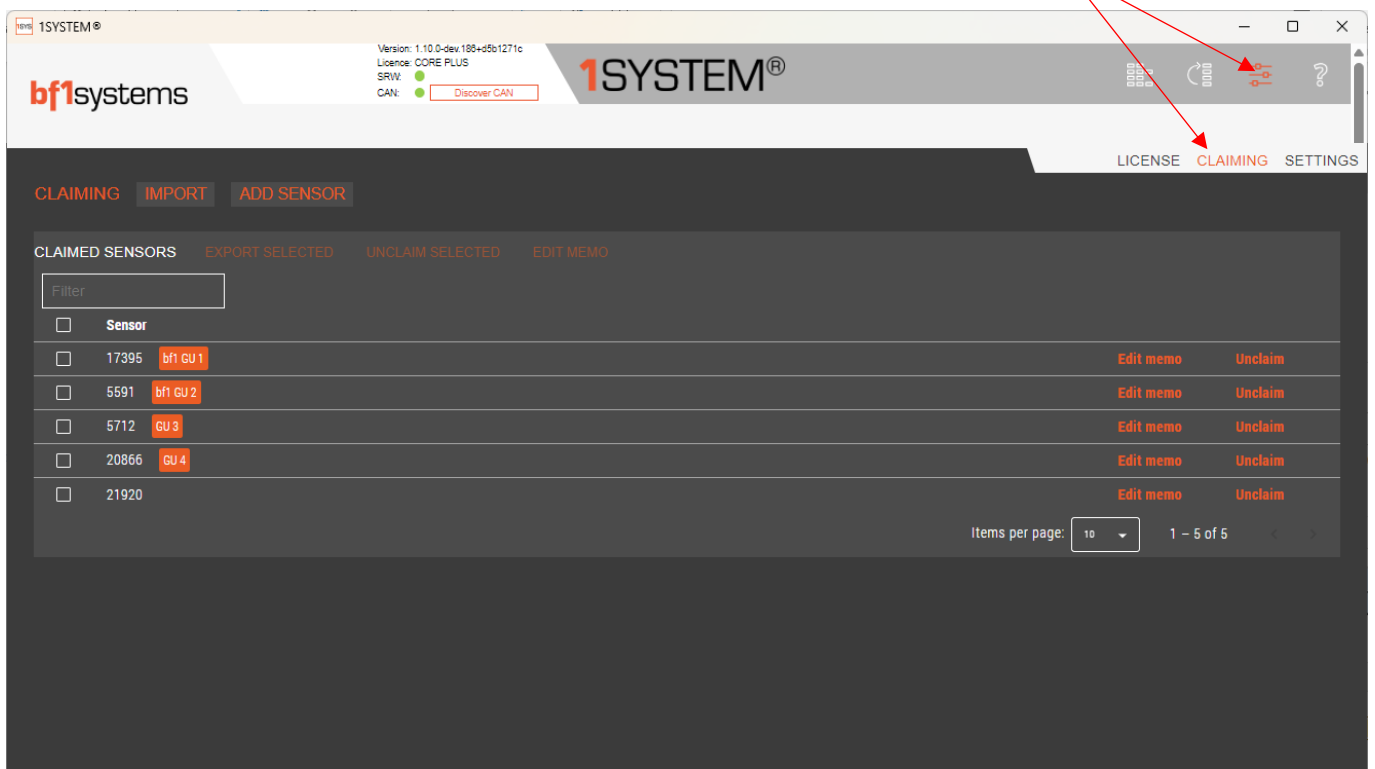 1SYS 1SYSTEM®
Version: 1.10.0-dev.186+d5b1271c
Licence: CORE PLUS
SRW:
CAN: Discover CAN
bf1systems
1SYSTEM®
LICENSE CLAIMING SETTINGS
CLAIMING IMPORT ADD SENSOR
CLAIMED SENSORS EXPORT SELECTED UNCLAIM SELECTED EDIT MEMO
Filter
Sensor
17395 bf1 GU 1 Edit memo Unclaim
5591 bf1 GU 2 Edit memo Unclaim
5712 GU 3 Edit memo Unclaim
20866 GU 4 Edit memo Unclaim
21920 Edit memo Unclaim
Items per page: 10 1 – 5 of 5